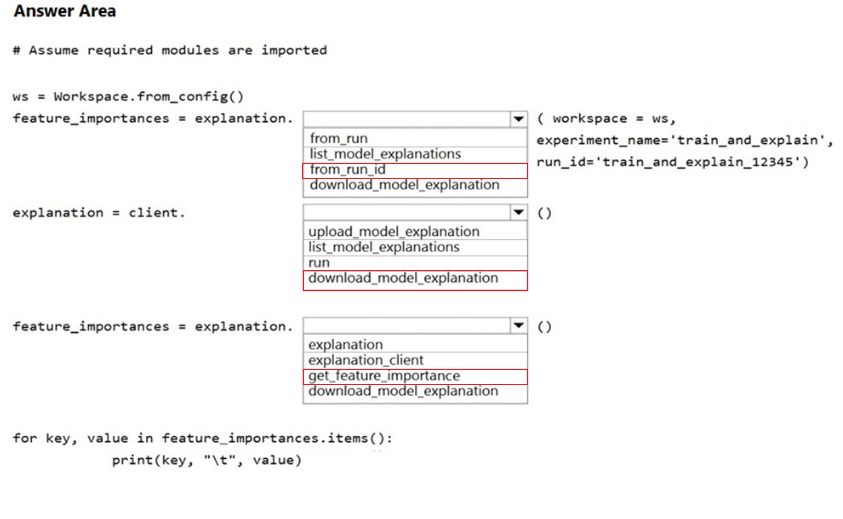 Answer Area
# Assume required modules are imported
ws = Workspace.from_config()
feature_importances = explanation.
from_run
list_model_explanations
from_run_id
download_model_explanation
( workspace = ws,
experiment_name='train_and_explain',
run_id='train_and_explain_12345')
explanation = client.
()
upload_model_explanation
list_model_explanations
run
download_model_explanation
feature_importances = explanation.
()
explanation
explanation_client
get_feature_importance
download_model_explanation
for key, value in feature_importances.items():
print(key, "\t", value)